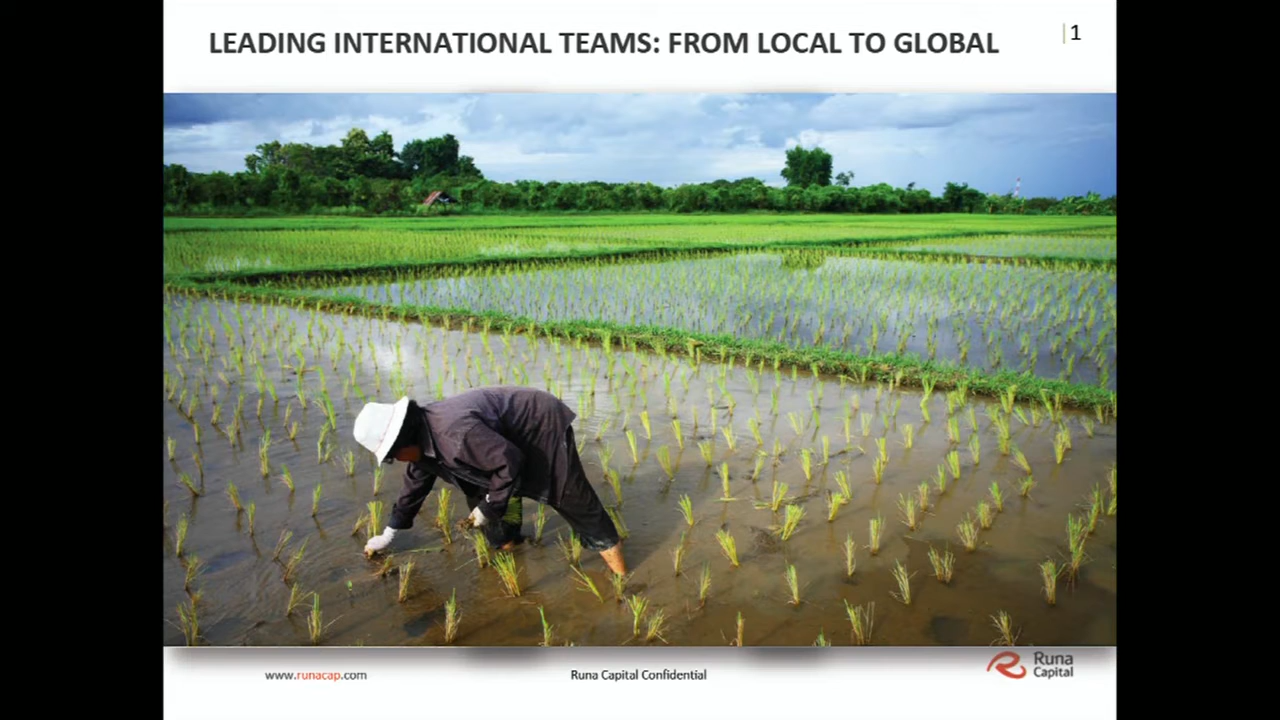 LEADING INTERNATIONAL TEAMS: FROM LOCAL TO GLOBAL
1
www.runacap.com
Runa Capital Confidential
Runa
Capital